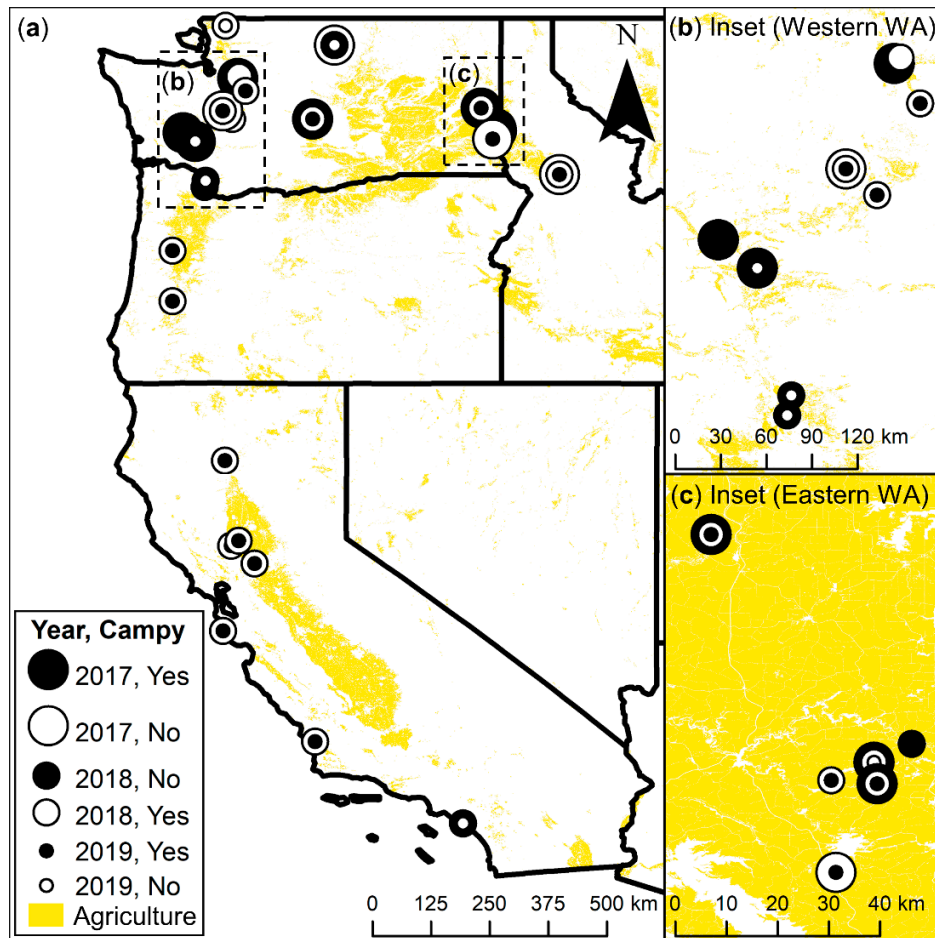 (a)
N
(b)
(c)
Year, Campy
2017, Yes
2017, No
2018, No
2018, Yes
2019, Yes
2019, No
Agriculture
0 125 250 375 500 km
(b) Inset (Western WA)
0 30 60 90 120 km
(c) Inset (Eastern WA)
0 10 20 30 40 km